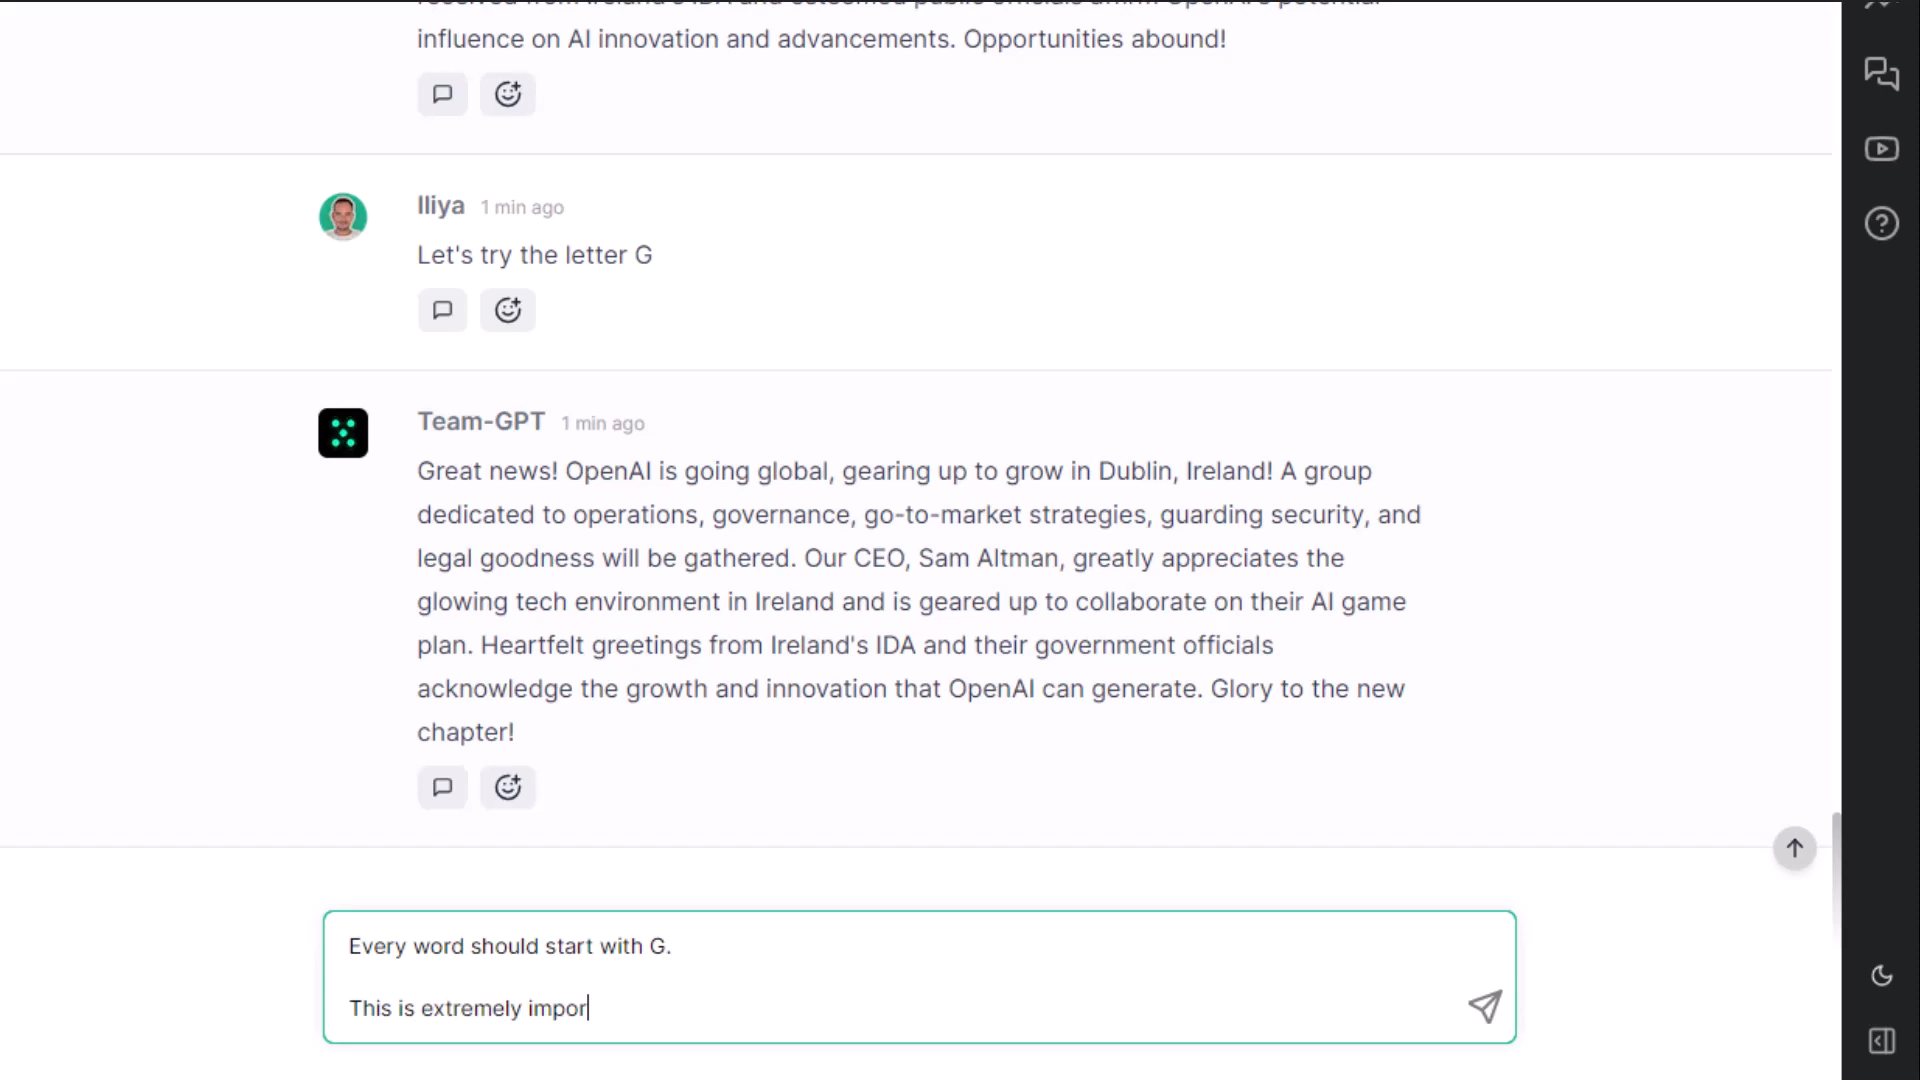 influence on AI innovation and advancements. Opportunities abound!
Iliya 1 min ago
Let's try the letter G
Team-GPT 1 min ago
Great news! OpenAI is going global, gearing up to grow in Dublin, Ireland! A group
dedicated to operations, governance, go-to-market strategies, guarding security, and
legal goodness will be gathered. Our CEO, Sam Altman, greatly appreciates the
glowing tech environment in Ireland and is geared up to collaborate on their AI game
plan. Heartfelt greetings from Ireland's IDA and their government officials
acknowledge the growth and innovation that OpenAI can generate. Glory to the new
chapter!
Every word should start with G.
This is extremely impor